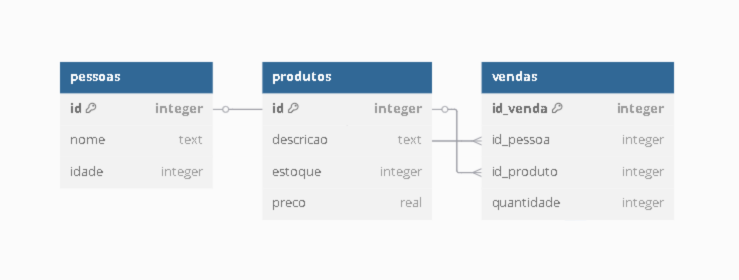 pessoas
id integer
nome text
idade integer
produtos
id integer
descricao text
estoque integer
preco real
vendas
id_venda integer
id_pessoa integer
id_produto integer
quantidade integer